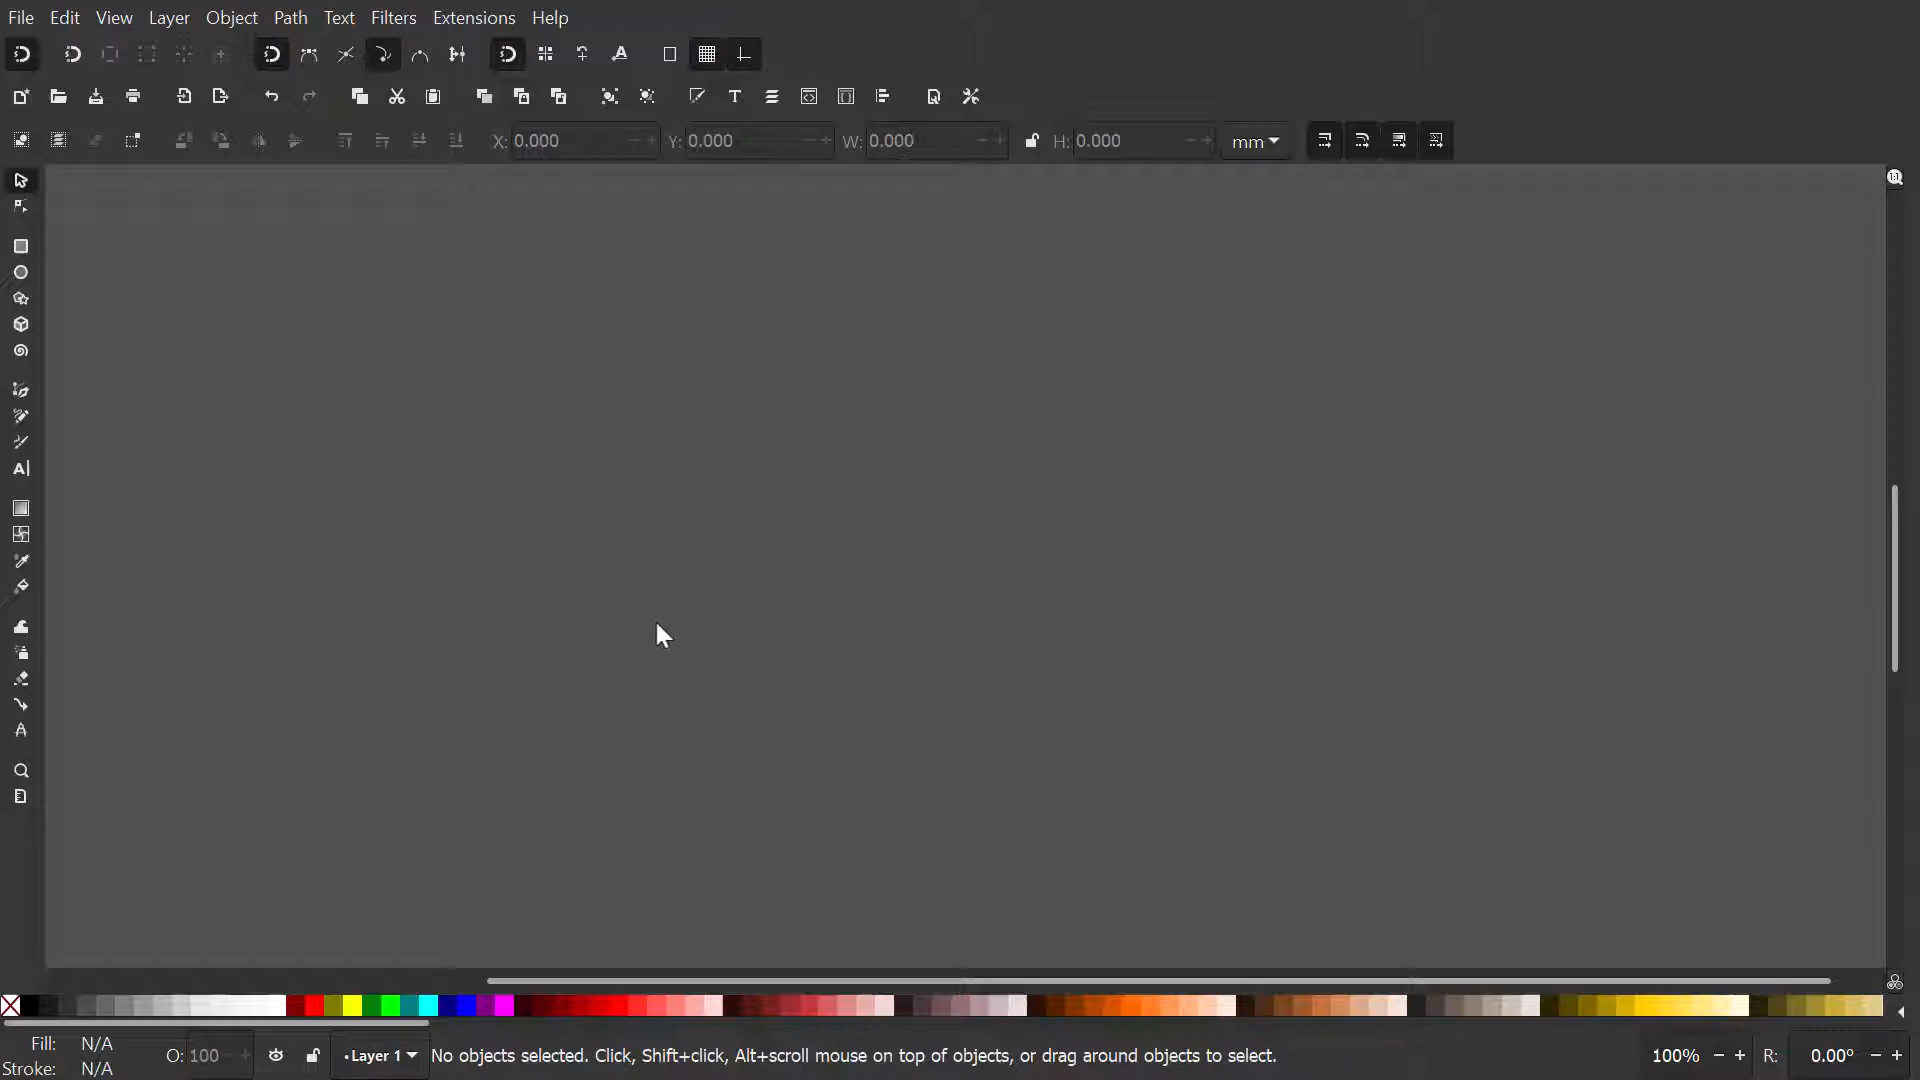 File Edit View Layer Object Path Text Filters Extensions Help
X: 0.000 Y: 0.000 W: 0.000 H: 0.000 mm
Fill: N/A
Stroke: N/A
O: 100
•Layer 1
No objects selected. Click, Shift+click, Alt+scroll mouse on top of objects, or drag around objects to select.
100%
R: 0.00°